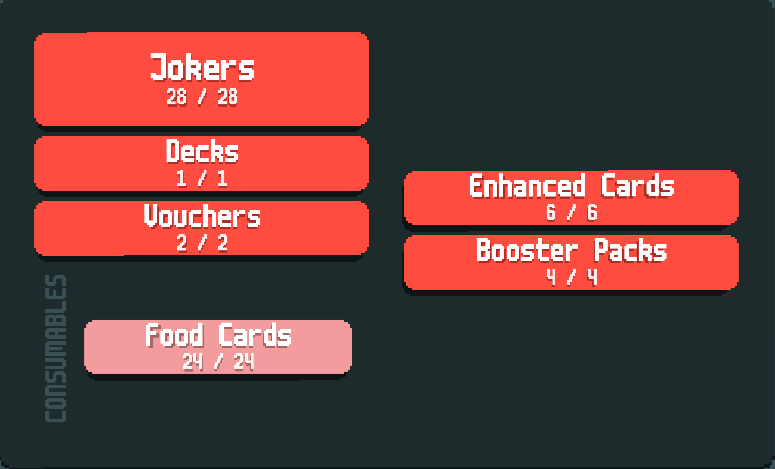 Jokers
28 / 28
Decks
1 / 1
Vouchers
2 / 2
CONSUMABLES
Food Cards
24 / 24
Enhanced Cards
6 / 6
Booster Packs
4 / 4